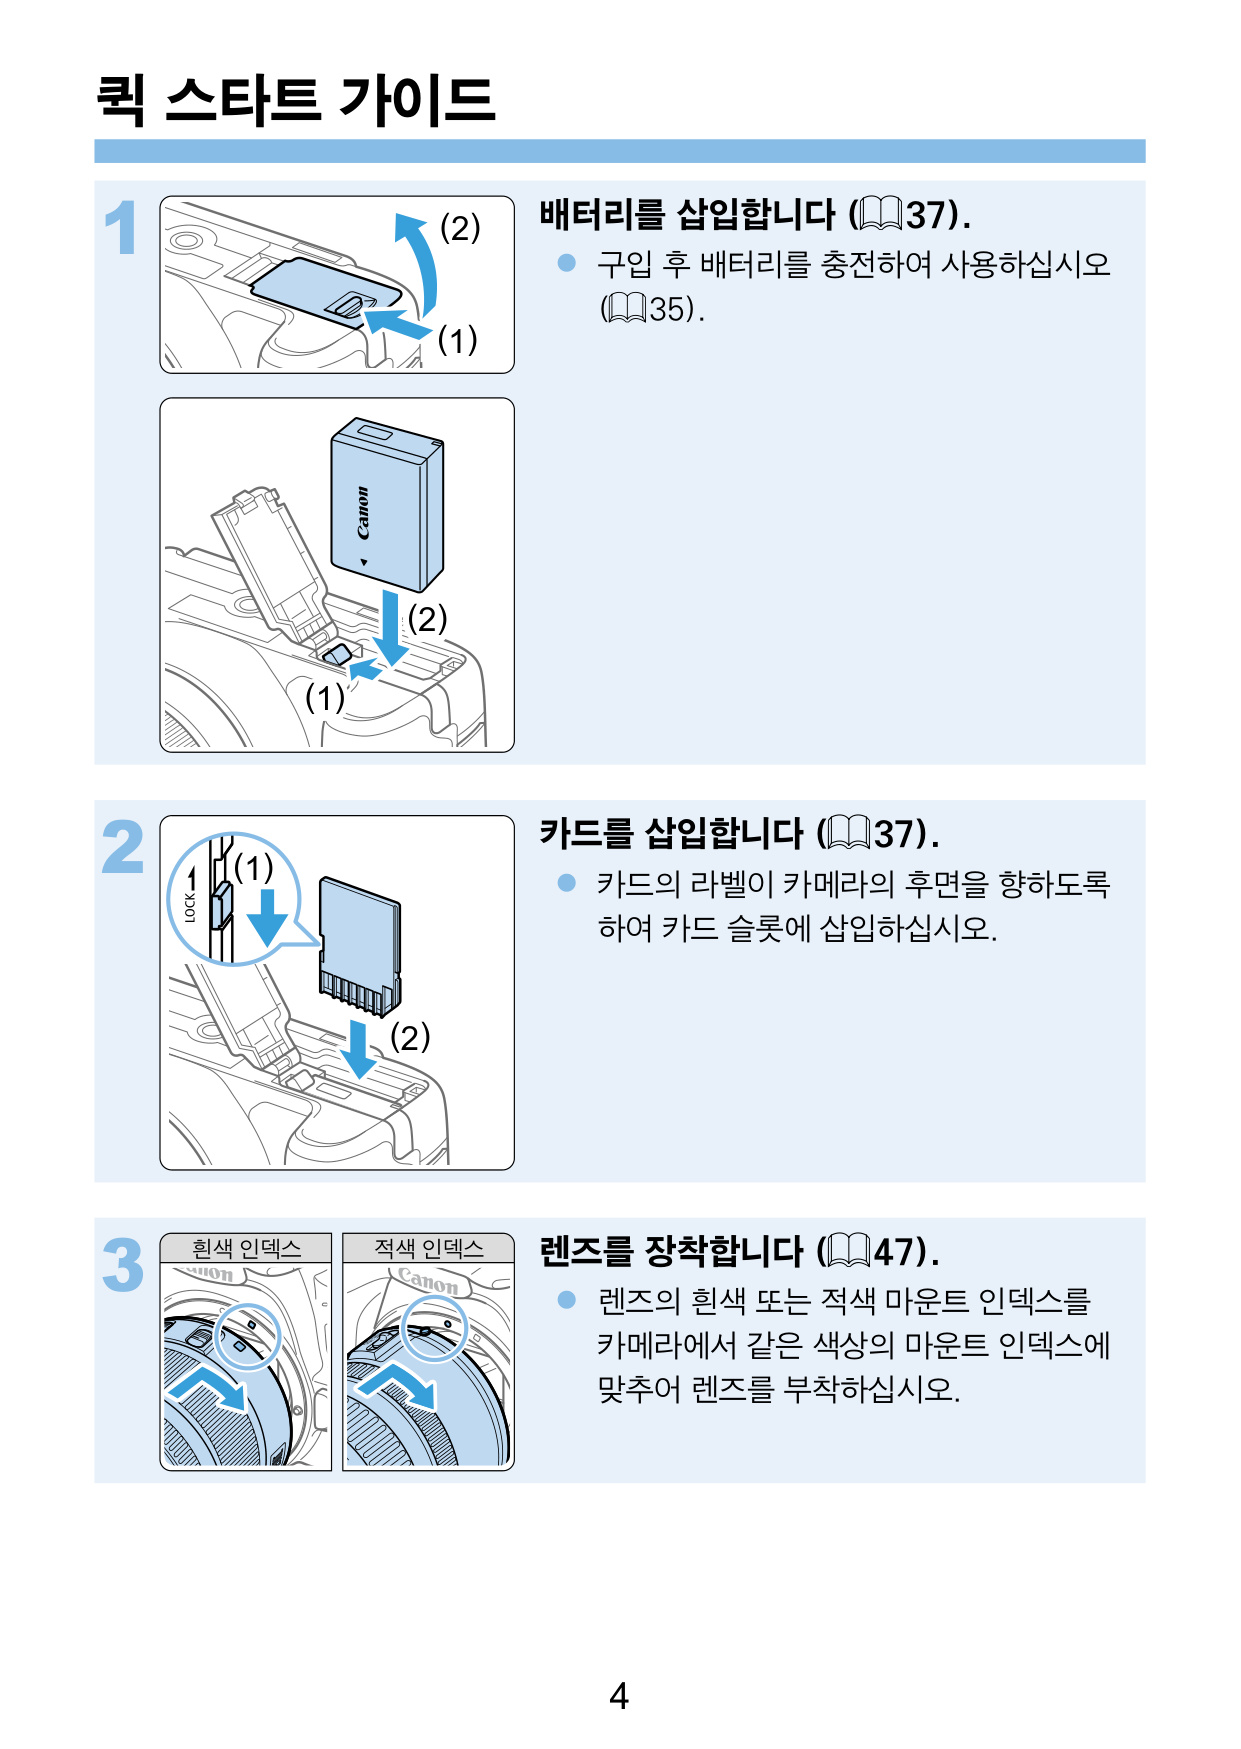 퀵 스타트 가이드
1
(2)
(1)
배터리를 삽입합니다 (37).
● 구입 후 배터리를 충전하여 사용하십시오
(35).
Canon
(2)
(1)
2
(1)
LOCK
(2)
카드를 삽입합니다 (37).
● 카드의 라벨이 카메라의 후면을 향하도록
하여 카드 슬롯에 삽입하십시오.
3
흰색 인덱스
적색 인덱스
Canon
렌즈를 장착합니다 (47).
● 렌즈의 흰색 또는 적색 마운트 인덱스를
카메라에서 같은 색상의 마운트 인덱스에
맞추어 렌즈를 부착하십시오.
4